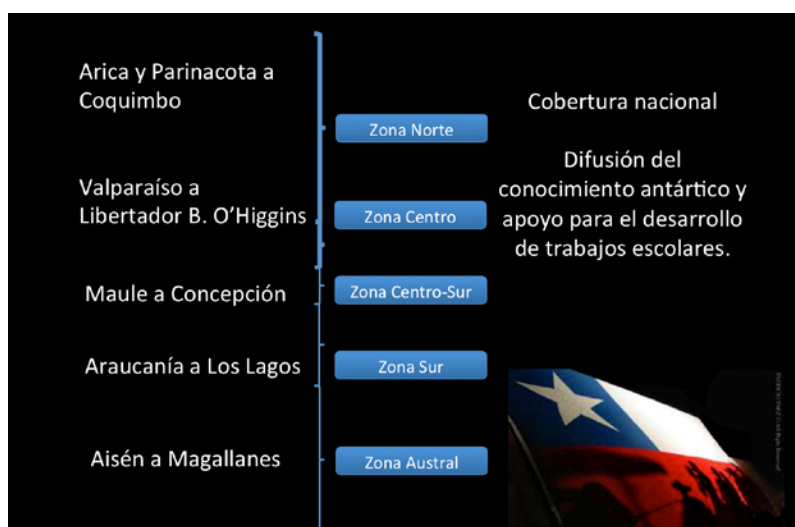 Arica y Parinacota a
Coquimbo
Zona Norte
Valparaíso a
Libertador B. O'Higgins
Zona Centro
Maule a Concepción
Zona Centro-Sur
Araucanía a Los Lagos
Zona Sur
Aisén a Magallanes
Zona Austral
Cobertura nacional
Difusión del
conocimiento antártico y
apoyo para el desarrollo
de trabajos escolares.